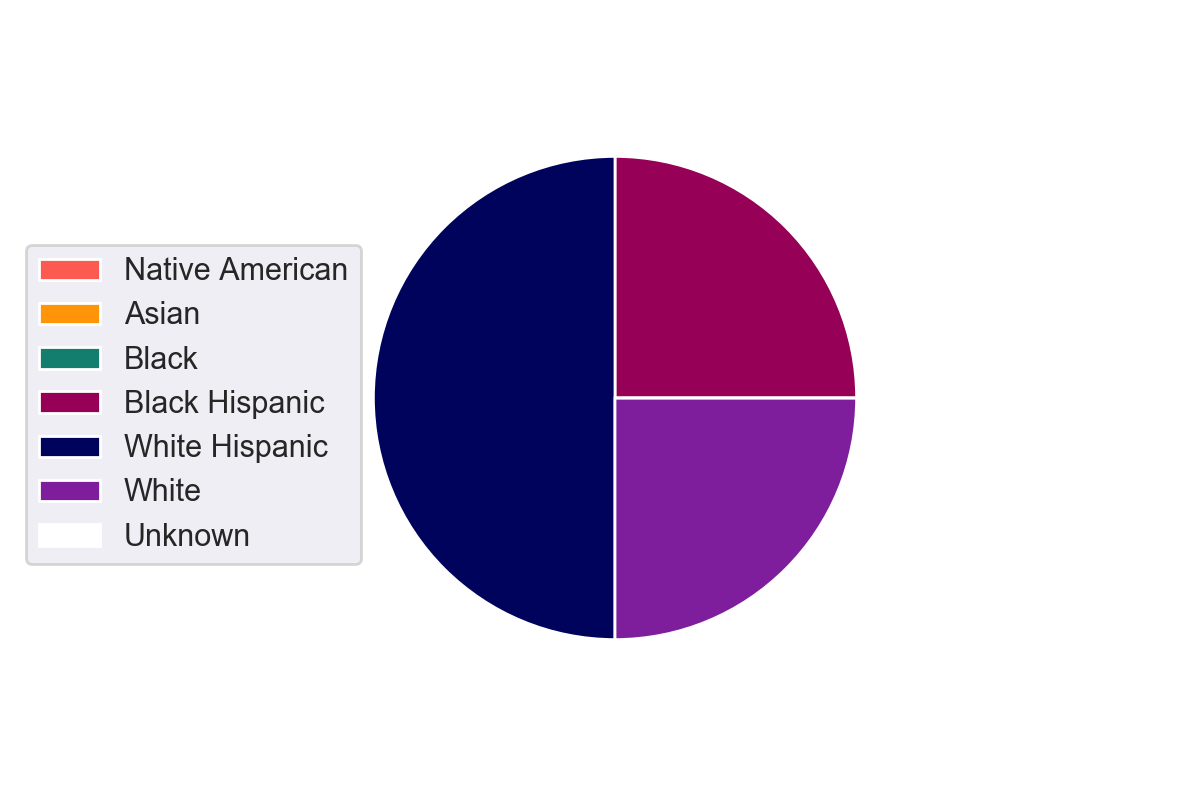 Native American
Asian
Black
Black Hispanic
White Hispanic
White
Unknown